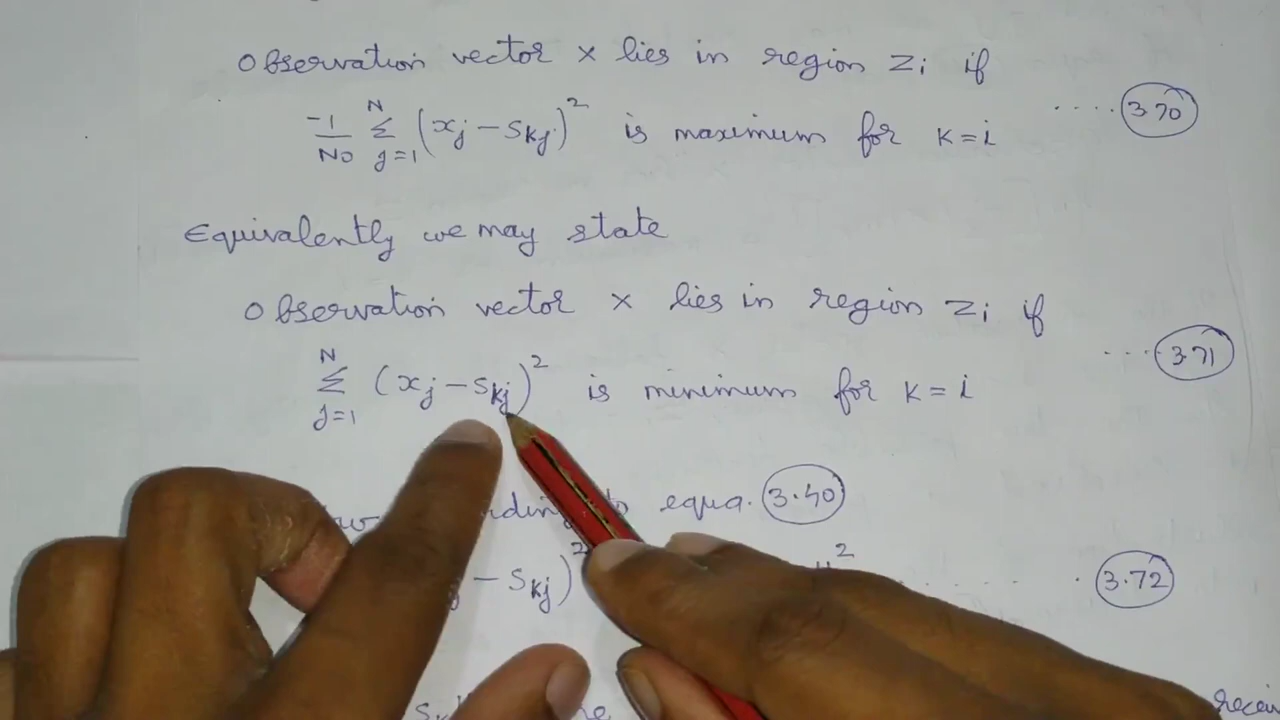 Observation vector x lies in region Zi if
-1/N0 Σ_{j=1}^{N} (xj - Skj)² is maximum for k=i .... 3.70
Equivalently we may state
Observation vector x lies in region Zi if
Σ_{j=1}^{N} (xj - Skj)² is minimum for k=i .... 3.71
equa. 3.40
- Skj)² 2 ........ 3.72